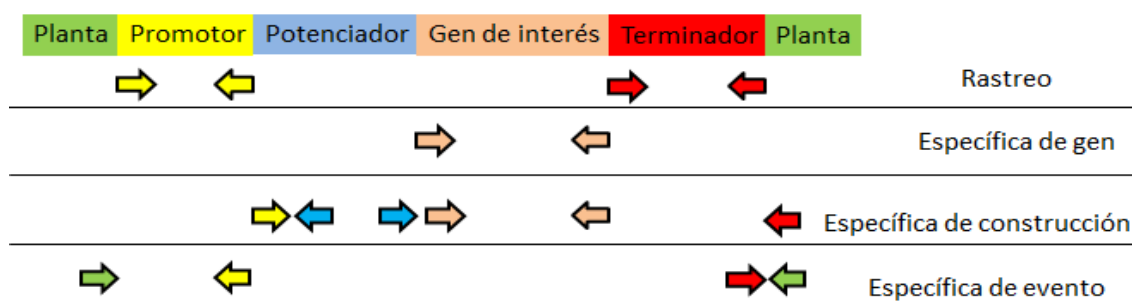 Planta Promotor Potenciador Gen de interés Terminador Planta
Rastreo
Específica de gen
Específica de construcción
Específica de evento